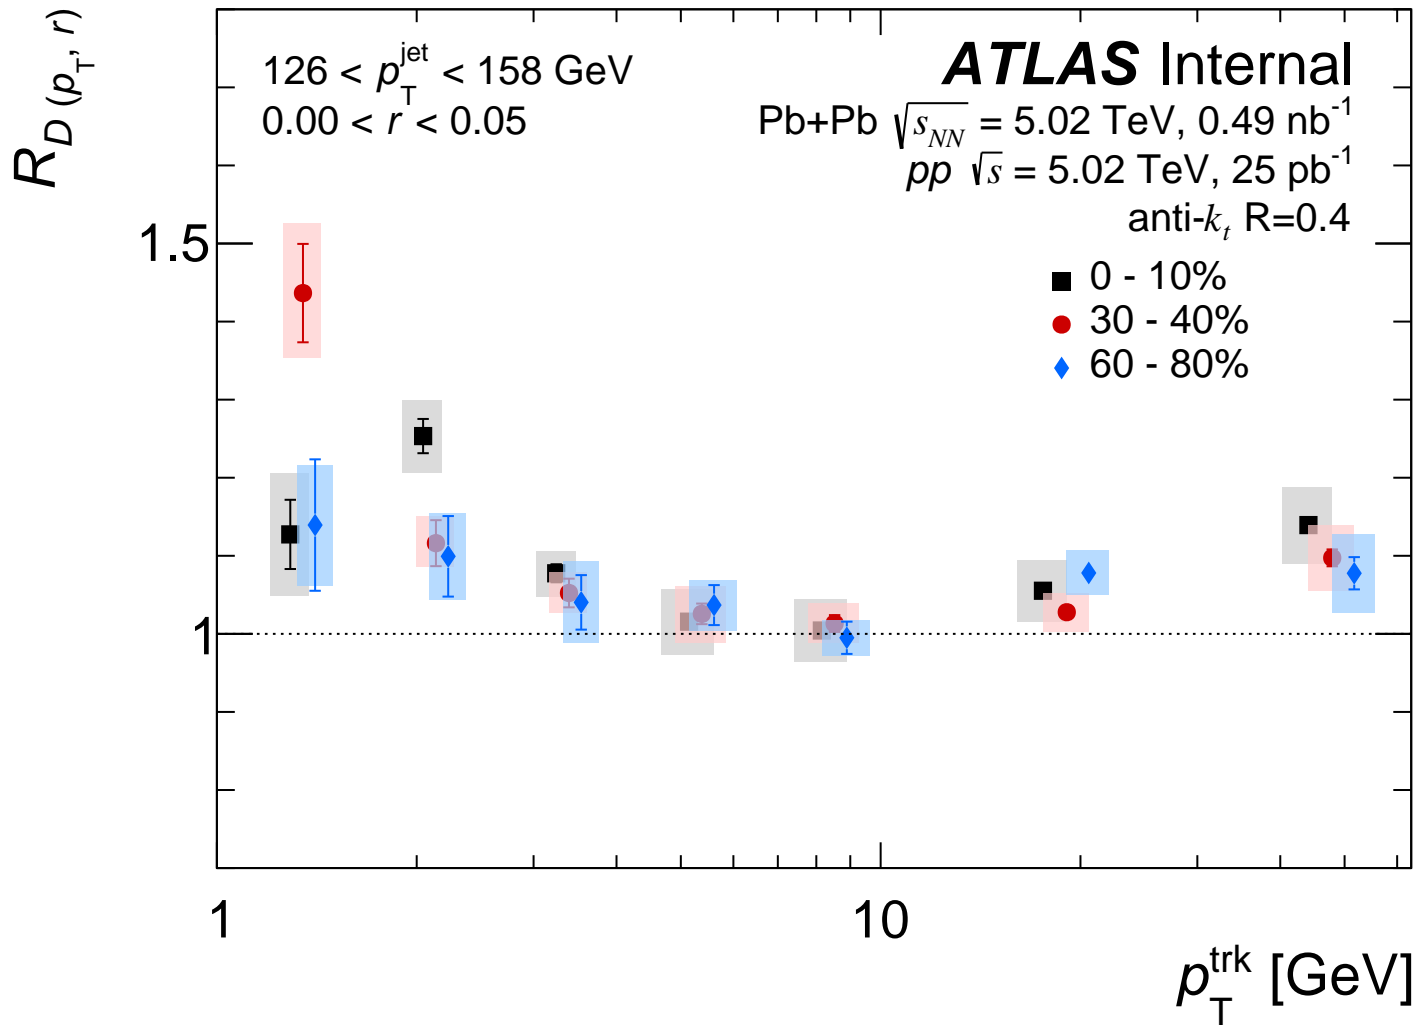 R_D (p_T, r)
126 < p_T^jet < 158 GeV
0.00 < r < 0.05
ATLAS Internal
Pb+Pb √s_NN = 5.02 TeV, 0.49 nb^-1
pp √s = 5.02 TeV, 25 pb^-1
anti-k_t R=0.4
0 - 10%
30 - 40%
60 - 80%
1.5
1
1
10
p_T^trk [GeV]